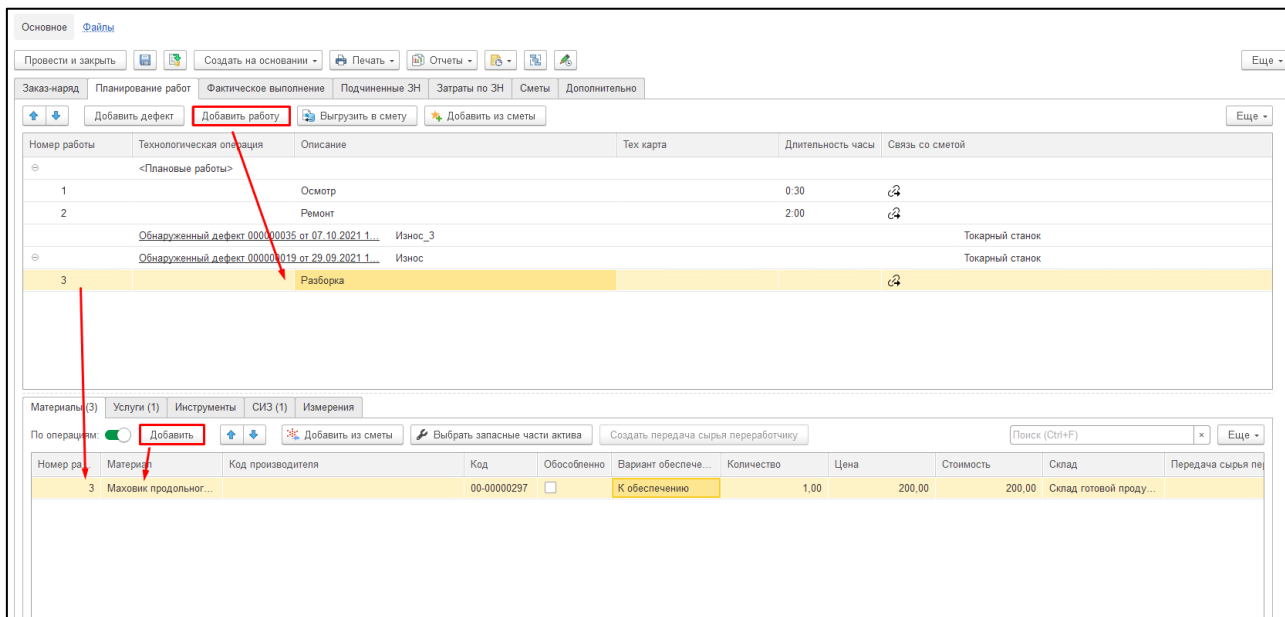 Основное Файлы
Провести и закрыть Создать на основании Печать Отчеты Еще
Заказ-наряд Планирование работ Фактическое выполнение Подчиненные ЗН Затраты по ЗН Сметы Дополнительно
Добавить дефект Добавить работу Выгрузить в смету Добавить из сметы Еще
Номер работы Технологическая операция Описание Тех карта Длительность часы Связь со сметой
<Плановые работы>
1 Осмотр 0:30
2 Ремонт 2:00
Обнаруженный дефект 000000035 от 07.10.2021 1... Износ_3 Токарный станок
Обнаруженный дефект 000000019 от 29.09.2021 1... Износ Токарный станок
3 Разборка
Материалы (3) Услуги (1) Инструменты СИЗ (1) Измерения
По операциям: Добавить Добавить из сметы Выбрать запасные части актива Создать передача сырья переработчику Поиск (Ctrl+F) × Еще
Номер ра... Материал Код производителя Код Обособленно Вариант обеспече... Количество Цена Стоимость Склад Передача сырья пер
3 Маховик продольног... 00-00000297 К обеспечению 1,00 200,00 200,00 Склад готовой проду...